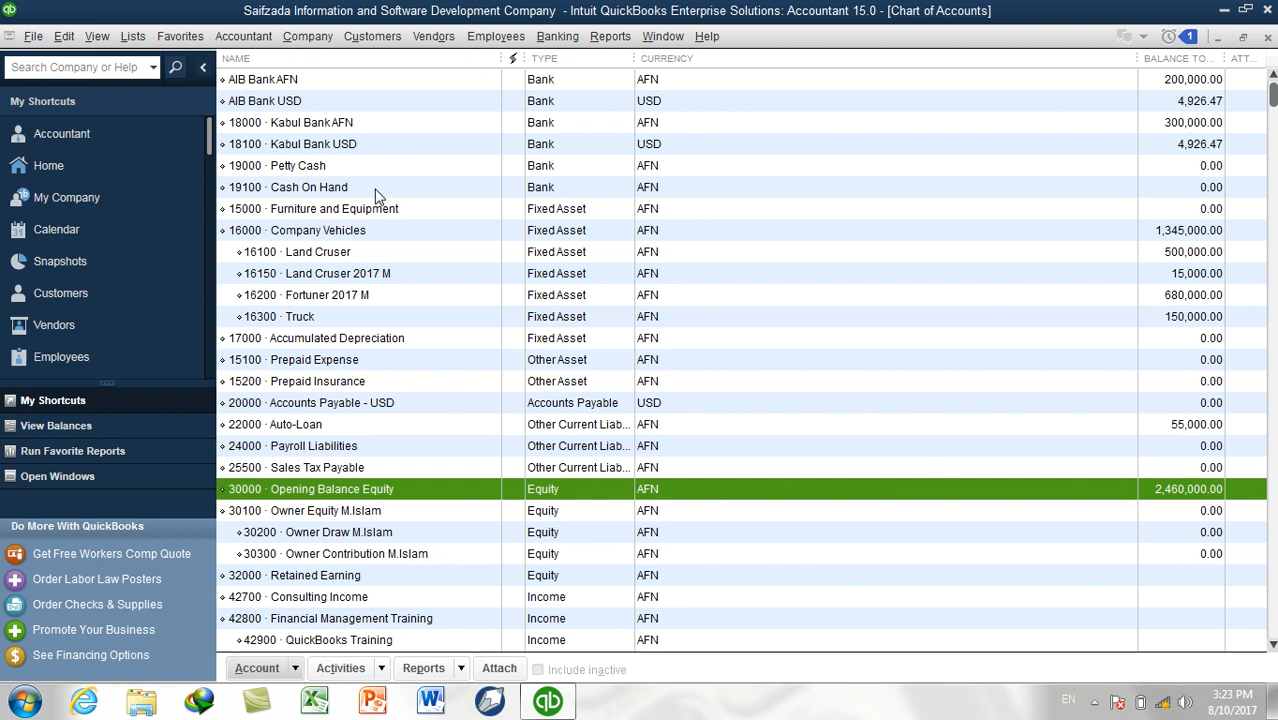 Saifzada Information and Software Development Company - Intuit QuickBooks Enterprise Solutions: Accountant 15.0 - [Chart of Accounts]
File Edit View Lists Favorites Accountant Company Customers Vendors Employees Banking Reports Window Help 1
Search Company or Help
My Shortcuts
Accountant
Home
My Company
Calendar
Snapshots
Customers
Vendors
Employees
My Shortcuts
View Balances
Run Favorite Reports
Open Windows
Do More With QuickBooks
Get Free Workers Comp Quote
Order Labor Law Posters
Order Checks & Supplies
Promote Your Business
See Financing Options
NAME TYPE CURRENCY BALANCE TO... ATT...
AIB Bank AFN Bank AFN 200,000.00
AIB Bank USD Bank USD 4,926.47
18000 · Kabul Bank AFN Bank AFN 300,000.00
18100 · Kabul Bank USD Bank USD 4,926.47
19000 · Petty Cash Bank AFN 0.00
19100 · Cash On Hand Bank AFN 0.00
15000 · Furniture and Equipment Fixed Asset AFN 0.00
16000 · Company Vehicles Fixed Asset AFN 1,345,000.00
16100 · Land Cruser Fixed Asset AFN 500,000.00
16150 · Land Cruser 2017 M Fixed Asset AFN 15,000.00
16200 · Fortuner 2017 M Fixed Asset AFN 680,000.00
16300 · Truck Fixed Asset AFN 150,000.00
17000 · Accumulated Depreciation Fixed Asset AFN 0.00
15100 · Prepaid Expense Other Asset AFN 0.00
15200 · Prepaid Insurance Other Asset AFN 0.00
20000 · Accounts Payable - USD Accounts Payable USD 0.00
22000 · Auto-Loan Other Current Liab... AFN 55,000.00
24000 · Payroll Liabilities Other Current Liab... AFN 0.00
25500 · Sales Tax Payable Other Current Liab... AFN 0.00
30000 · Opening Balance Equity Equity AFN 2,460,000.00
30100 · Owner Equity M.Islam Equity AFN 0.00
30200 · Owner Draw M.Islam Equity AFN 0.00
30300 · Owner Contribution M.Islam Equity AFN 0.00
32000 · Retained Earning Equity AFN
42700 · Consulting Income Income AFN
42800 · Financial Management Training Income AFN
42900 · QuickBooks Training Income AFN
Account Activities Reports Attach Include inactive
EN 3:23 PM
8/10/2017